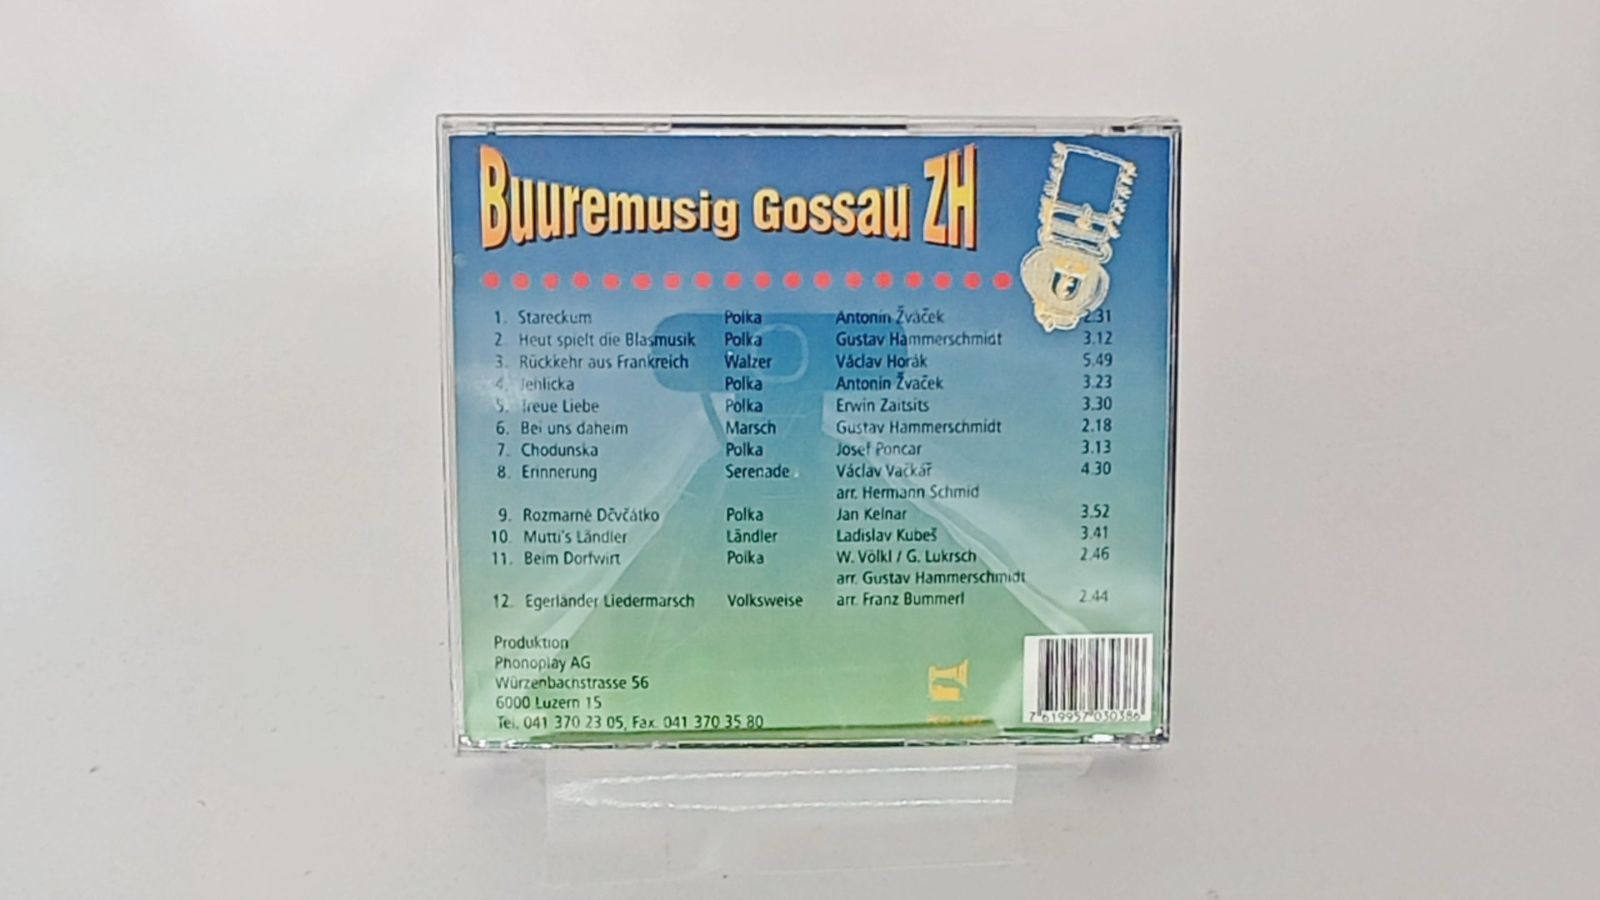 Buuremusig Gossau ZH
1. Stareckum Polka Antonin Žváček 2.31
2. Heut spielt die Blasmusik Polka Gustav Hammerschmidt 3.12
3. Rückkehr aus Frankreich Walzer Václav Horák 5.49
4. Jehlicka Polka Antonin Žvaček 3.23
5. Treue Liebe Polka Erwin Zaitsits 3.30
6. Bei uns daheim Marsch Gustav Hammerschmidt 2.18
7. Chodunska Polka Josef Poncar 3.13
8. Erinnerung Serenade Václav Vačkář 4.30
arr. Hermann Schmid
9. Rozmarné Dčvčátko Polka Jan Kelnar 3.52
10. Mutti's Ländler Ländler Ladislav Kubeš 3.41
11. Beim Dorfwirt Polka W. Völkl / G. Lukrsch 2.46
arr. Gustav Hammerschmidt
12. Egerländer Liedermarsch Volksweise arr. Franz Bummerl 2.44
Produktion
Phonoplay AG
Würzenbachstrasse 56
6000 Luzern 15
Tel. 041 370 23 05, Fax. 041 370 35 80
7 619957 030386